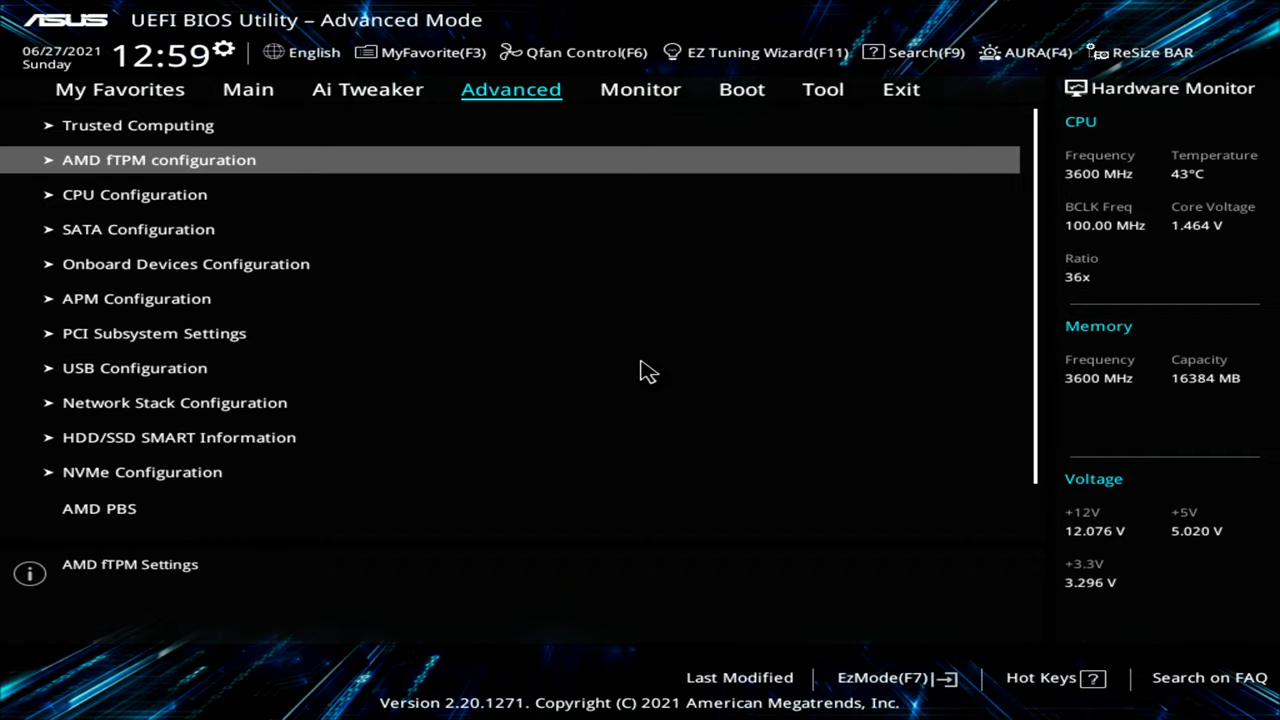 ASUS UEFI BIOS Utility – Advanced Mode
06/27/2021
Sunday
12:59
English
MyFavorite(F3)
Qfan Control(F6)
EZ Tuning Wizard(F11)
Search(F9)
AURA(F4)
ReSize BAR
My Favorites
Main
Ai Tweaker
Advanced
Monitor
Boot
Tool
Exit
Trusted Computing
AMD fTPM configuration
CPU Configuration
SATA Configuration
Onboard Devices Configuration
APM Configuration
PCI Subsystem Settings
USB Configuration
Network Stack Configuration
HDD/SSD SMART Information
NVMe Configuration
AMD PBS
AMD fTPM Settings
Hardware Monitor
CPU
Frequency Temperature
3600 MHz 43°C
BCLK Freq Core Voltage
100.00 MHz 1.464 V
Ratio
36x
Memory
Frequency Capacity
3600 MHz 16384 MB
Voltage
+12V +5V
12.076 V 5.020 V
+3.3V
3.296 V
Last Modified
EzMode(F7)
Hot Keys ?
Search on FAQ
Version 2.20.1271. Copyright (C) 2021 American Megatrends, Inc.